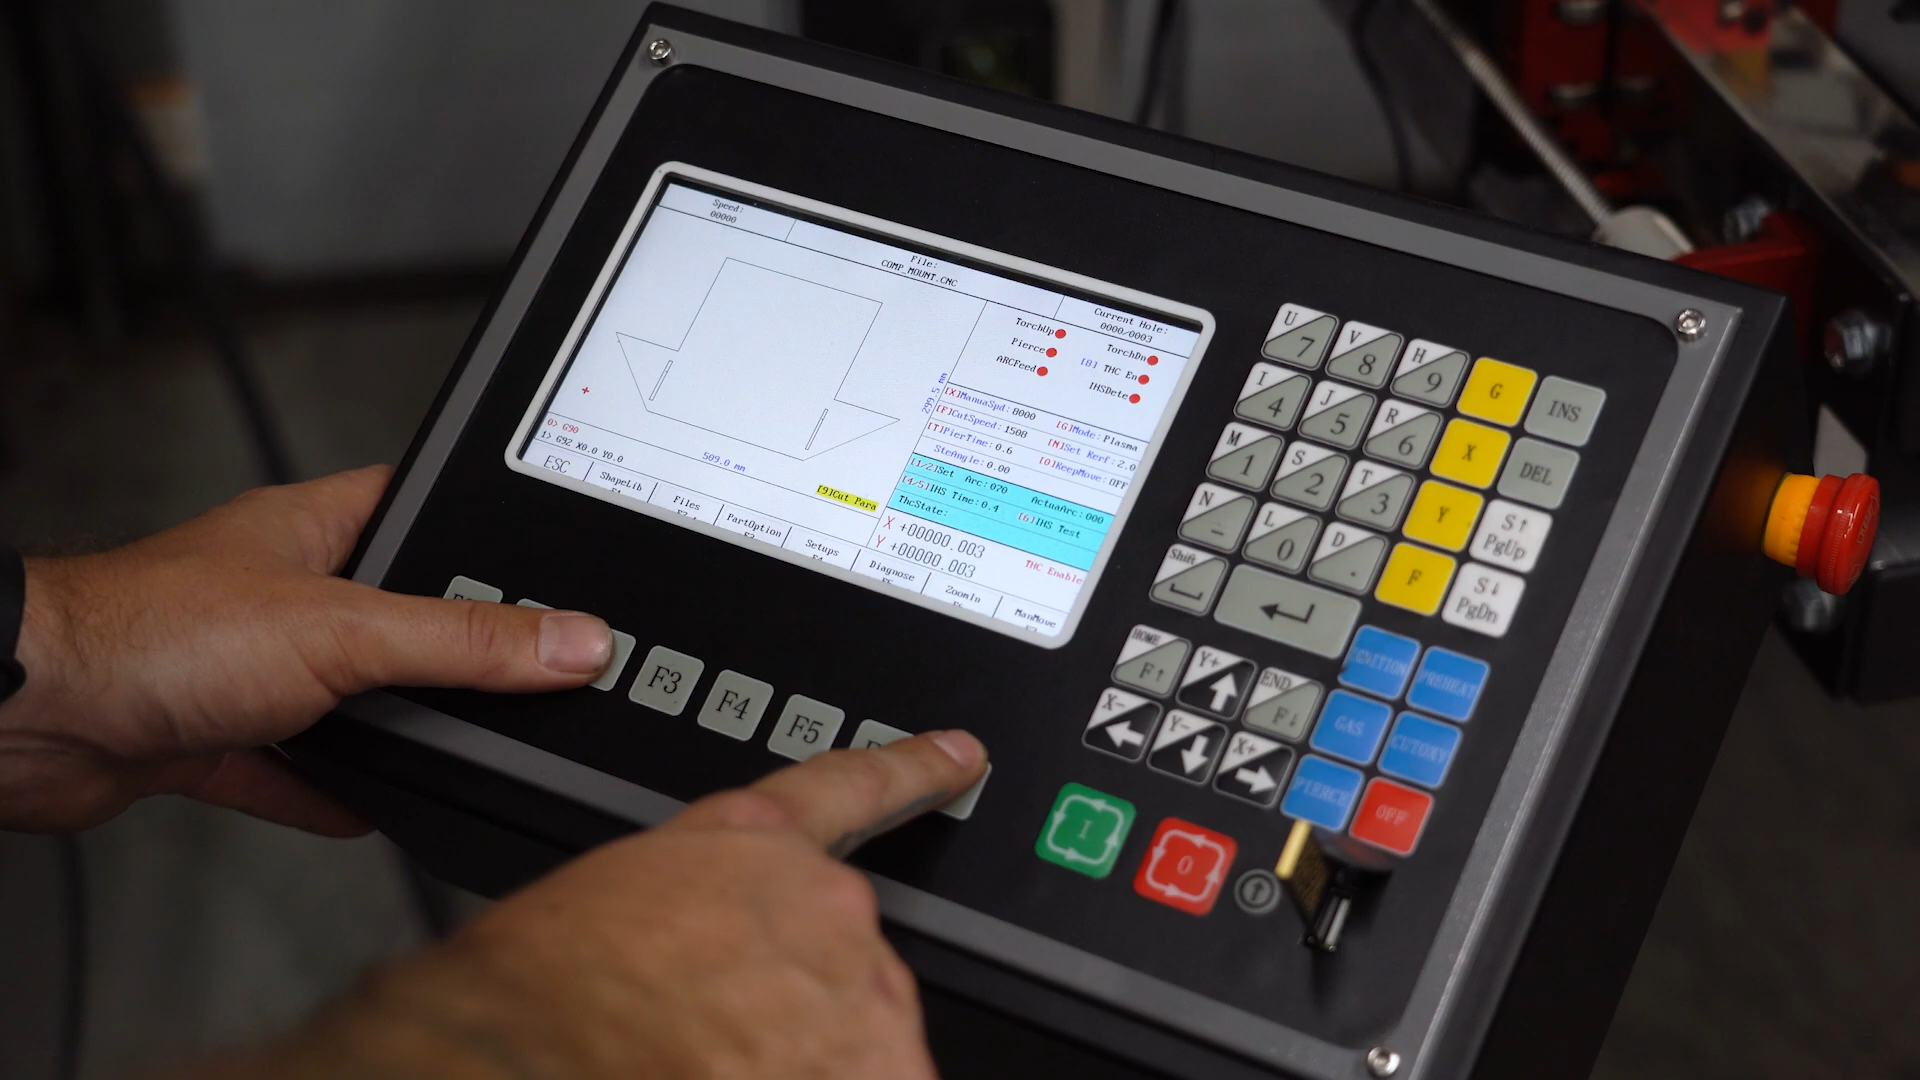 Speed:
00000
File:
COMP_MOUNT.CNC
Current Hole:
0000/0003
TorchUp
TorchDn
Pierce
[8] THC En
ARCFeed
IHSDete
299.5 mm
[X]ManuaSpd: 8000
[G]Mode: Plasma
[F]CutSpeed: 1508
[N]Set Kerf: 2.0
[T]PierTime: 0.6
[O]KeepMove: OFF
SteAngle: 0.00
[1/2]Set Arc: 070
ActuaArc: 000
[4/5]IHS Time: 0.4
[6]IHS Test
ThcState:
0> G90
1> G92 X0.0 Y0.0
509.0 mm
[9]Cut Para
X +00000.003
Y +00000.003
THC Enable
ESC
ShapeLib
Files
PartOption
Setups
Diagnose
ZoomIn
ManMove
F3
F4
F5
U 7
V 8
H 9
G
INS
I 4
J 5
R 6
X
DEL
M 1
S 2
T 3
Y
S↑ PgUp
N -
L 0
D .
F
S↓ PgDn
Shift
HOME F↑
Y+
END F↓
IGNITION
PREHEAT
X-
Y-
X+
GAS
CUTOXY
PIERCE
OFF
I
O